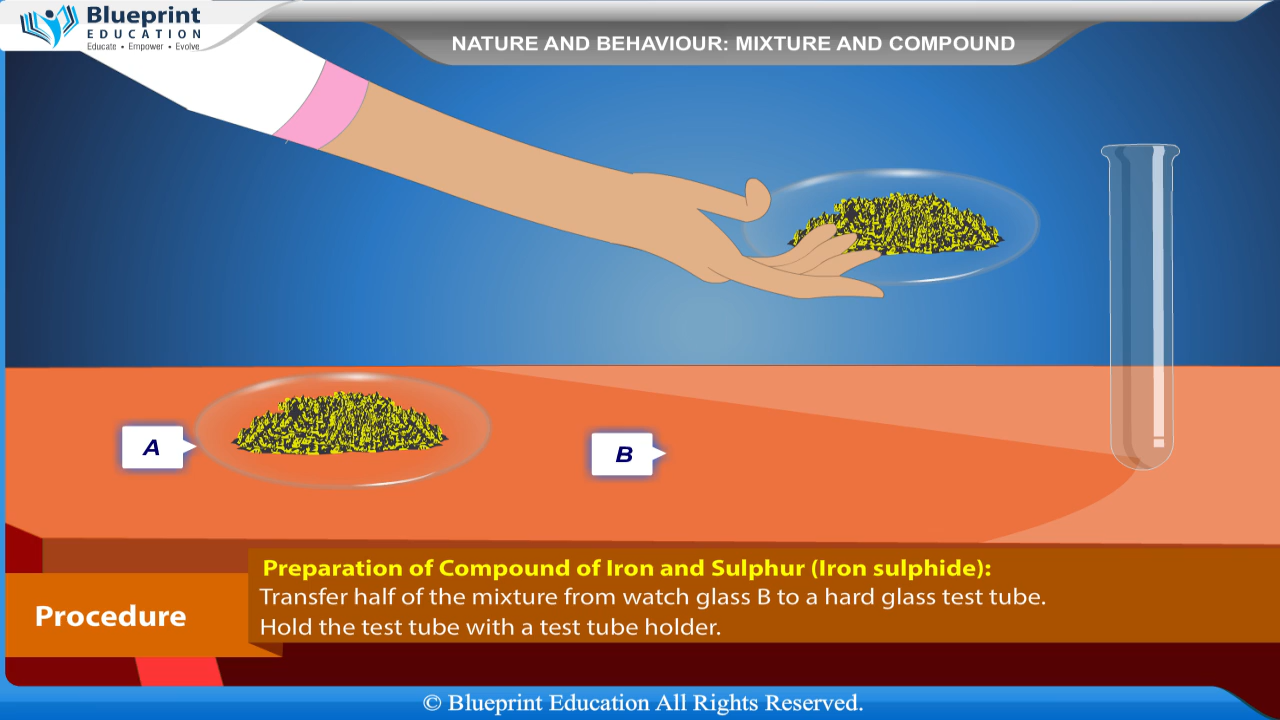 Blueprint
EDUCATION
Educate • Empower • Evolve
NATURE AND BEHAVIOUR: MIXTURE AND COMPOUND
A
B
Procedure
Preparation of Compound of Iron and Sulphur (Iron sulphide):
Transfer half of the mixture from watch glass B to a hard glass test tube.
Hold the test tube with a test tube holder.
© Blueprint Education All Rights Reserved.